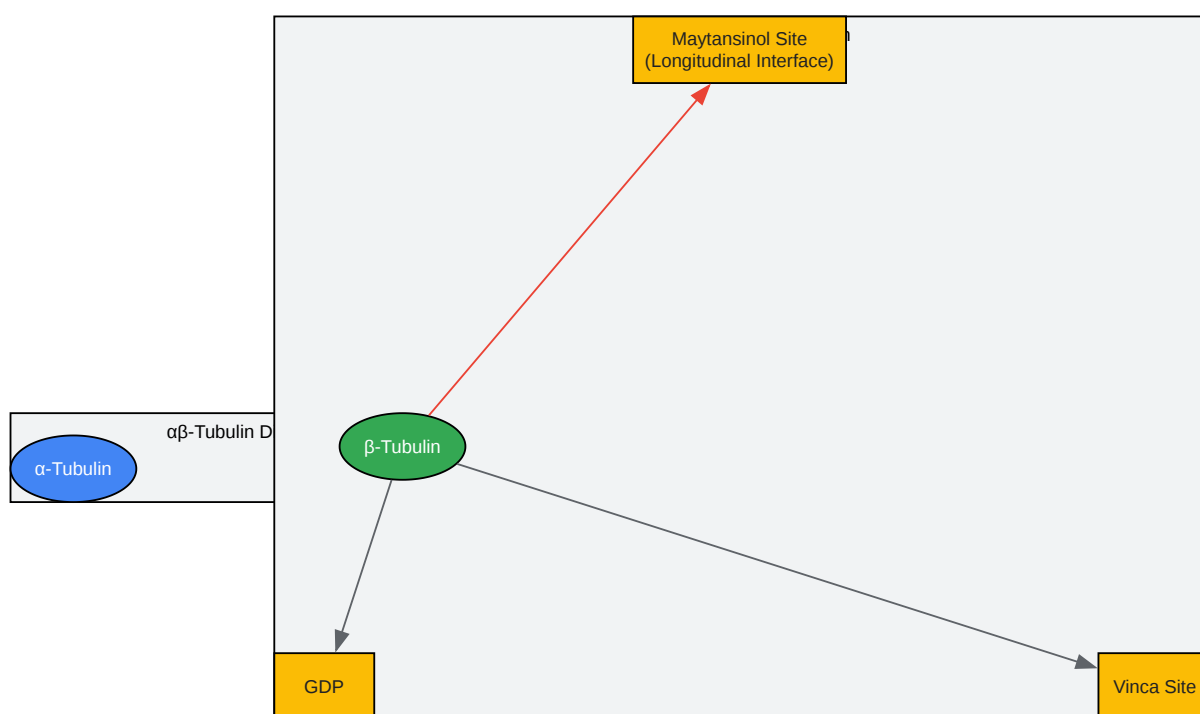 Maytansinol Site
(Longitudinal Interface)
αβ-Tubulin D
β-Tubulin
α-Tubulin
GDP
Vinca Site